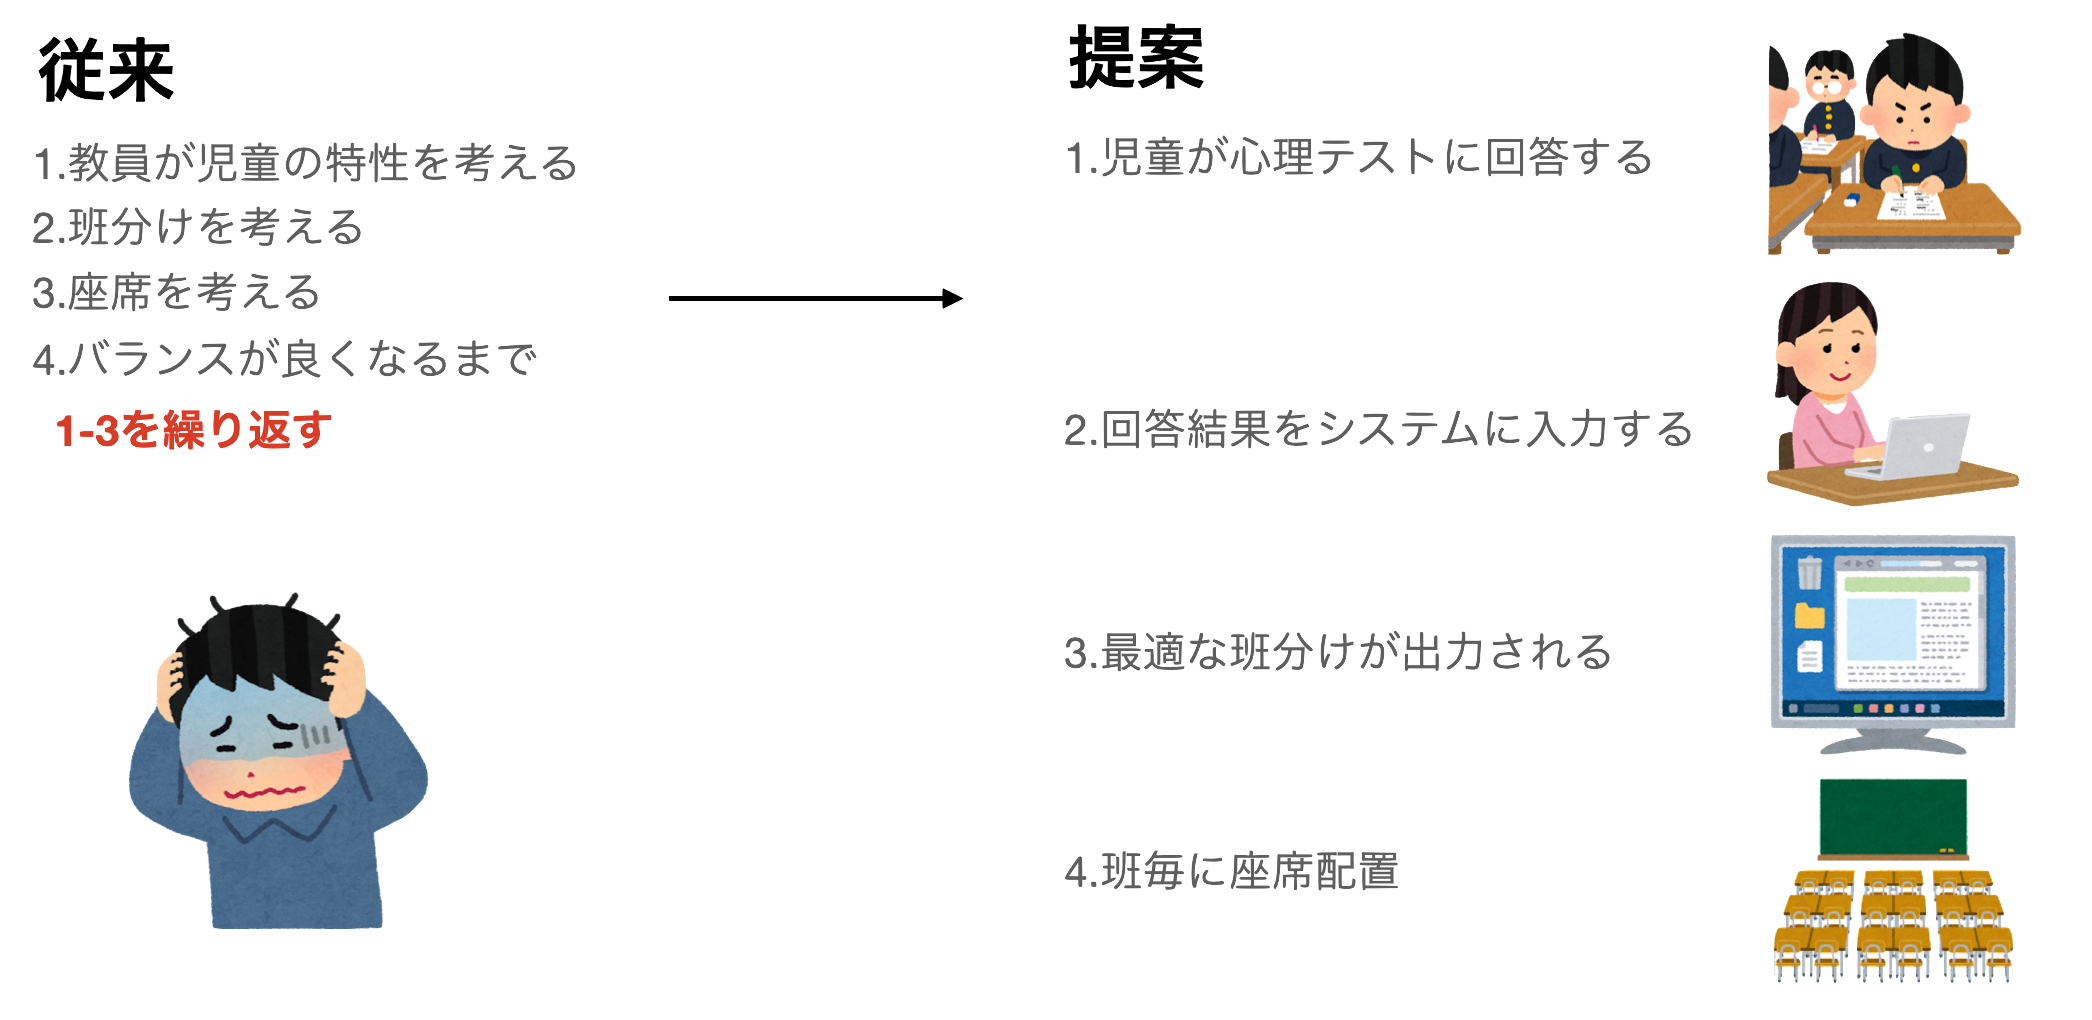 従来
1.教員が児童の特性を考える
2.班分けを考える
3.座席を考える
4.バランスが良くなるまで
1-3を繰り返す
提案
1.児童が心理テストに回答する
2.回答結果をシステムに入力する
3.最適な班分けが出力される
4.班毎に座席配置